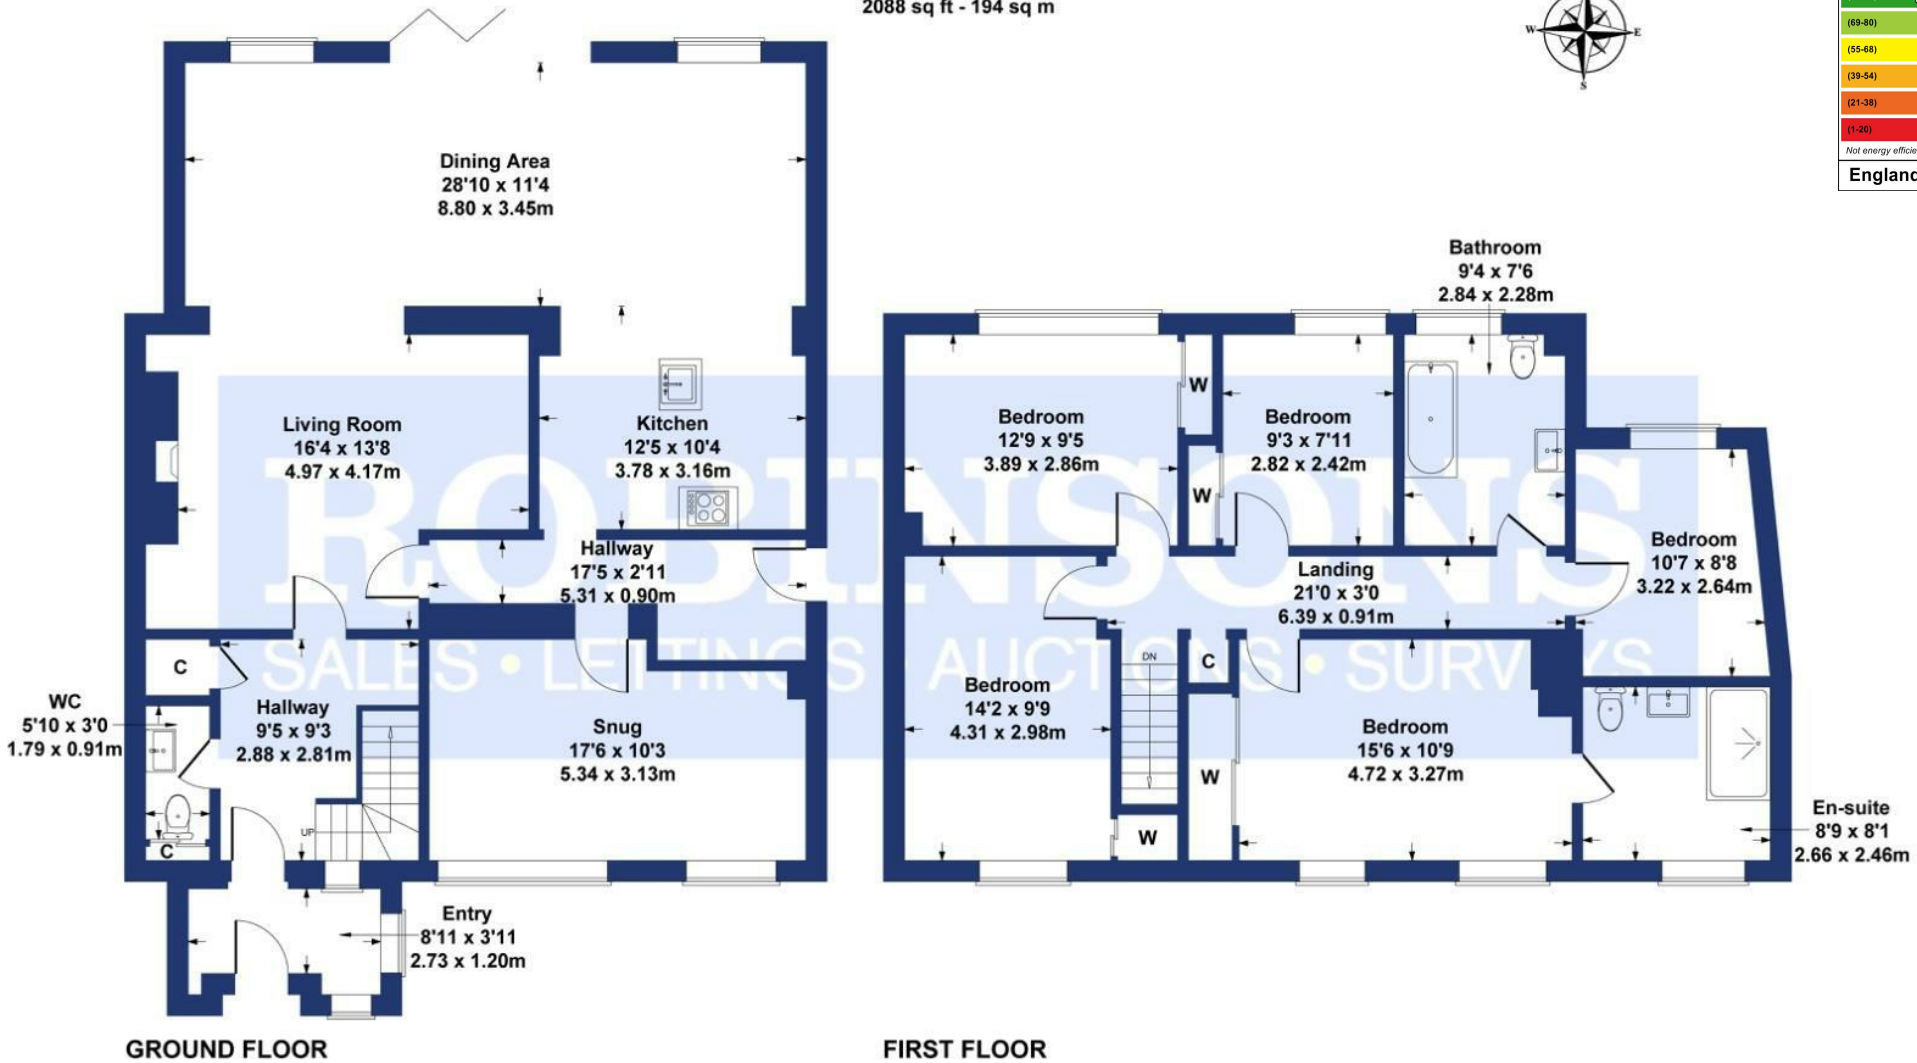 2088 sq ft - 194 sq m
W
E
S
(69-80)
(55-68)
(39-54)
(21-38)
(1-20)
Not energy efficie
England
Dining Area
28'10 x 11'4
8.80 x 3.45m
Living Room
16'4 x 13'8
4.97 x 4.17m
Kitchen
12'5 x 10'4
3.78 x 3.16m
Hallway
17'5 x 2'11
5.31 x 0.90m
C
WC
5'10 x 3'0
1.79 x 0.91m
Hallway
9'5 x 9'3
2.88 x 2.81m
Snug
17'6 x 10'3
5.34 x 3.13m
UP
C
Entry
8'11 x 3'11
2.73 x 1.20m
GROUND FLOOR
Bathroom
9'4 x 7'6
2.84 x 2.28m
Bedroom
12'9 x 9'5
3.89 x 2.86m
W
W
Bedroom
9'3 x 7'11
2.82 x 2.42m
Bedroom
10'7 x 8'8
3.22 x 2.64m
Landing
21'0 x 3'0
6.39 x 0.91m
DN
C
Bedroom
14'2 x 9'9
4.31 x 2.98m
W
W
Bedroom
15'6 x 10'9
4.72 x 3.27m
En-suite
8'9 x 8'1
2.66 x 2.46m
FIRST FLOOR
ROBINSONS
SALES • LETTINGS • AUCTIONS • SURVEYS